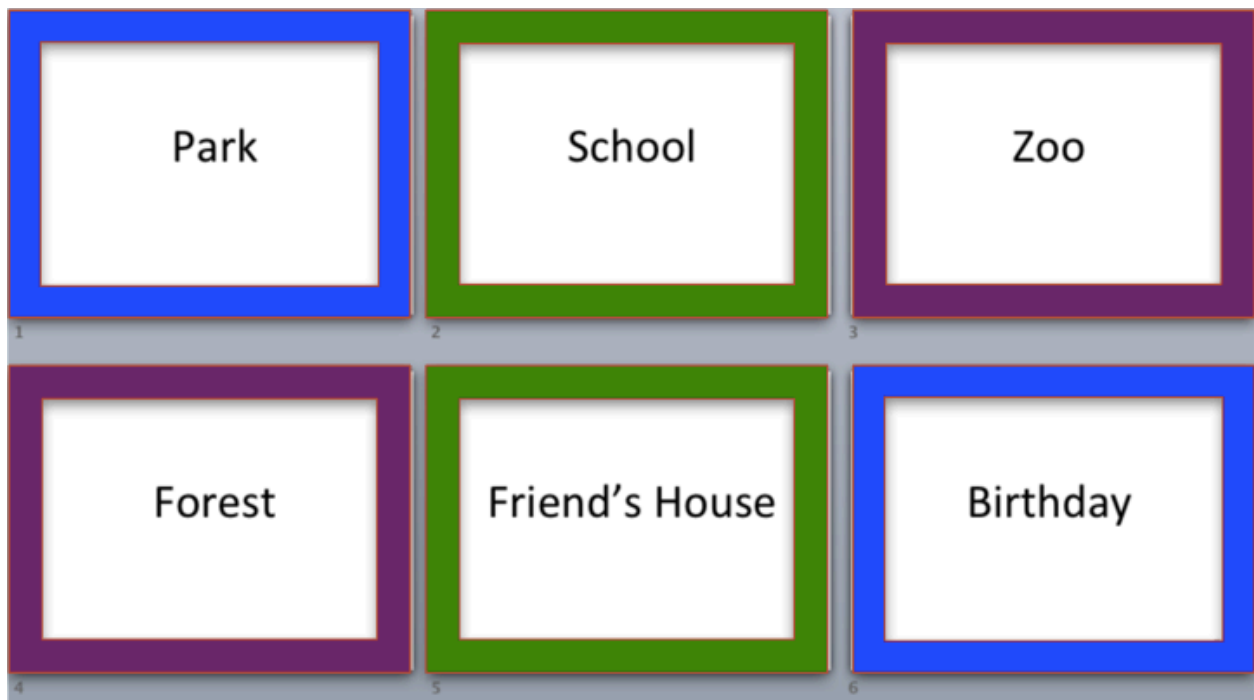 Park
School
Zoo
1
2
3
Forest
Friend’s House
Birthday
4
5
6